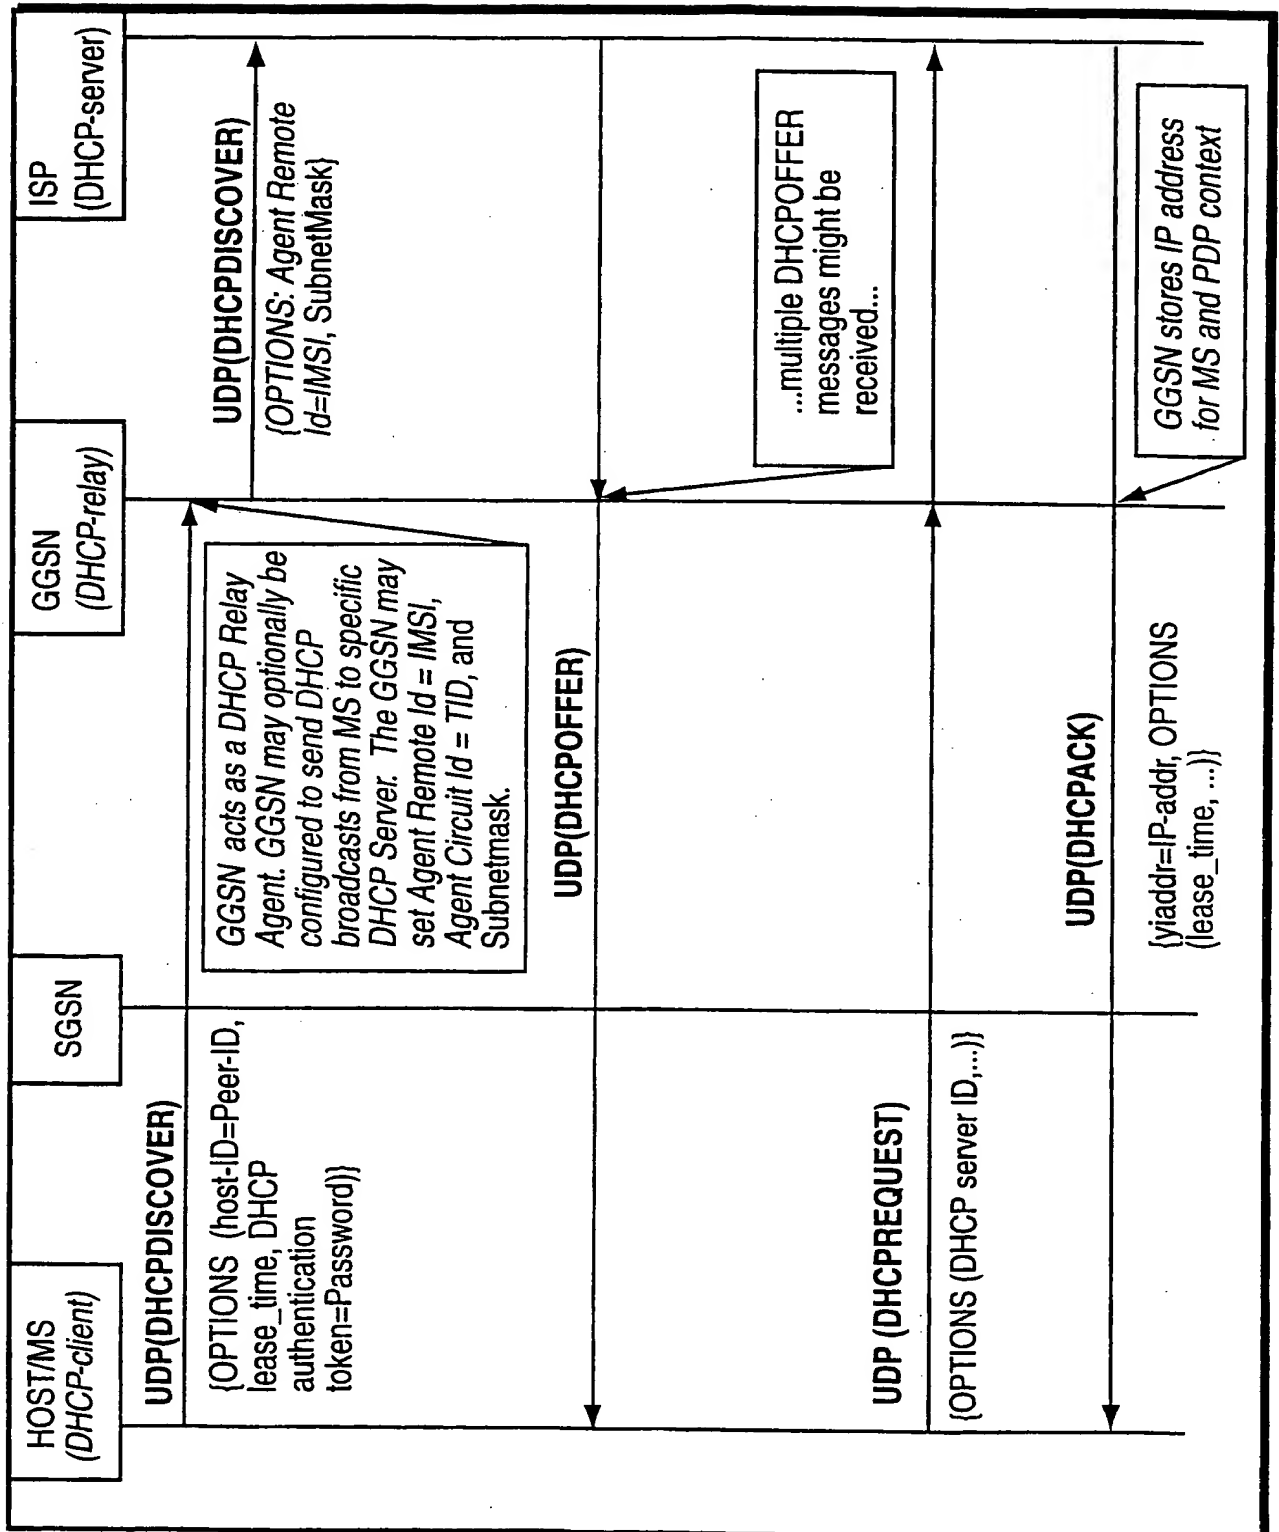 HOST/MS
(DHCP-client)
SGSN
GGSN
(DHCP-relay)
ISP
(DHCP-server)
UDP(DHCPDISCOVER)
{OPTIONS (host-ID=Peer-ID,
lease_time, DHCP
authentication
token=Password)}
GGSN acts as a DHCP Relay
Agent. GGSN may optionally be
configured to send DHCP
broadcasts from MS to specific
DHCP Server. The GGSN may
set Agent Remote Id = IMSI,
Agent Circuit Id = TID, and
Subnetmask.
UDP(DHCPDISCOVER)
{OPTIONS: Agent Remote
Id=IMSI, SubnetMask}
UDP(DHCPOFFER)
...multiple DHCPOFFER
messages might be
received...
UDP (DHCPREQUEST)
{OPTIONS (DHCP server ID,...)}
UDP(DHCPACK)
{yiaddr=IP-addr, OPTIONS
(lease_time, ...)}
GGSN stores IP address
for MS and PDP context